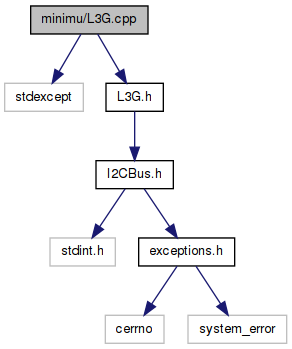 minimu/L3G.cpp
stdexcept
L3G.h
I2CBus.h
stdint.h
exceptions.h
cerrno
system_error